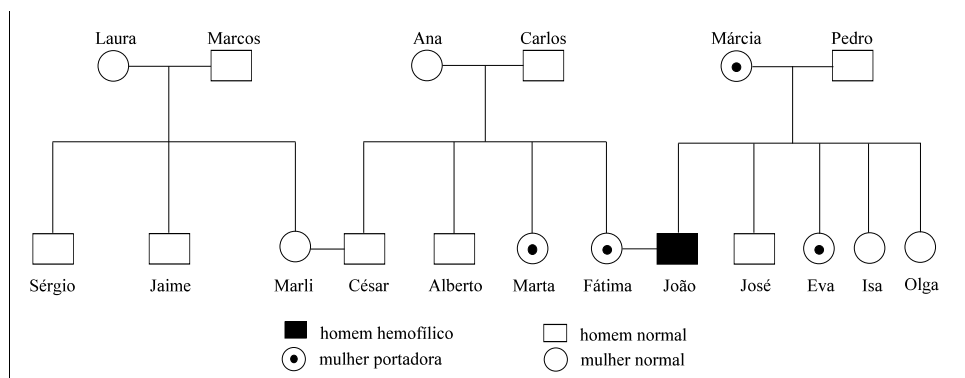 Laura Marcos Ana Carlos Márcia Pedro
Sérgio Jaime Marli César Alberto Marta Fátima João José Eva Isa Olga
homem hemofílico homem normal
mulher portadora mulher normal